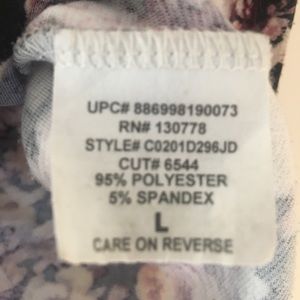 UPC# 886998190073
RN# 130778
STYLE# C0201D296JD
CUT# 6544
95% POLYESTER
5% SPANDEX
L
CARE ON REVERSE